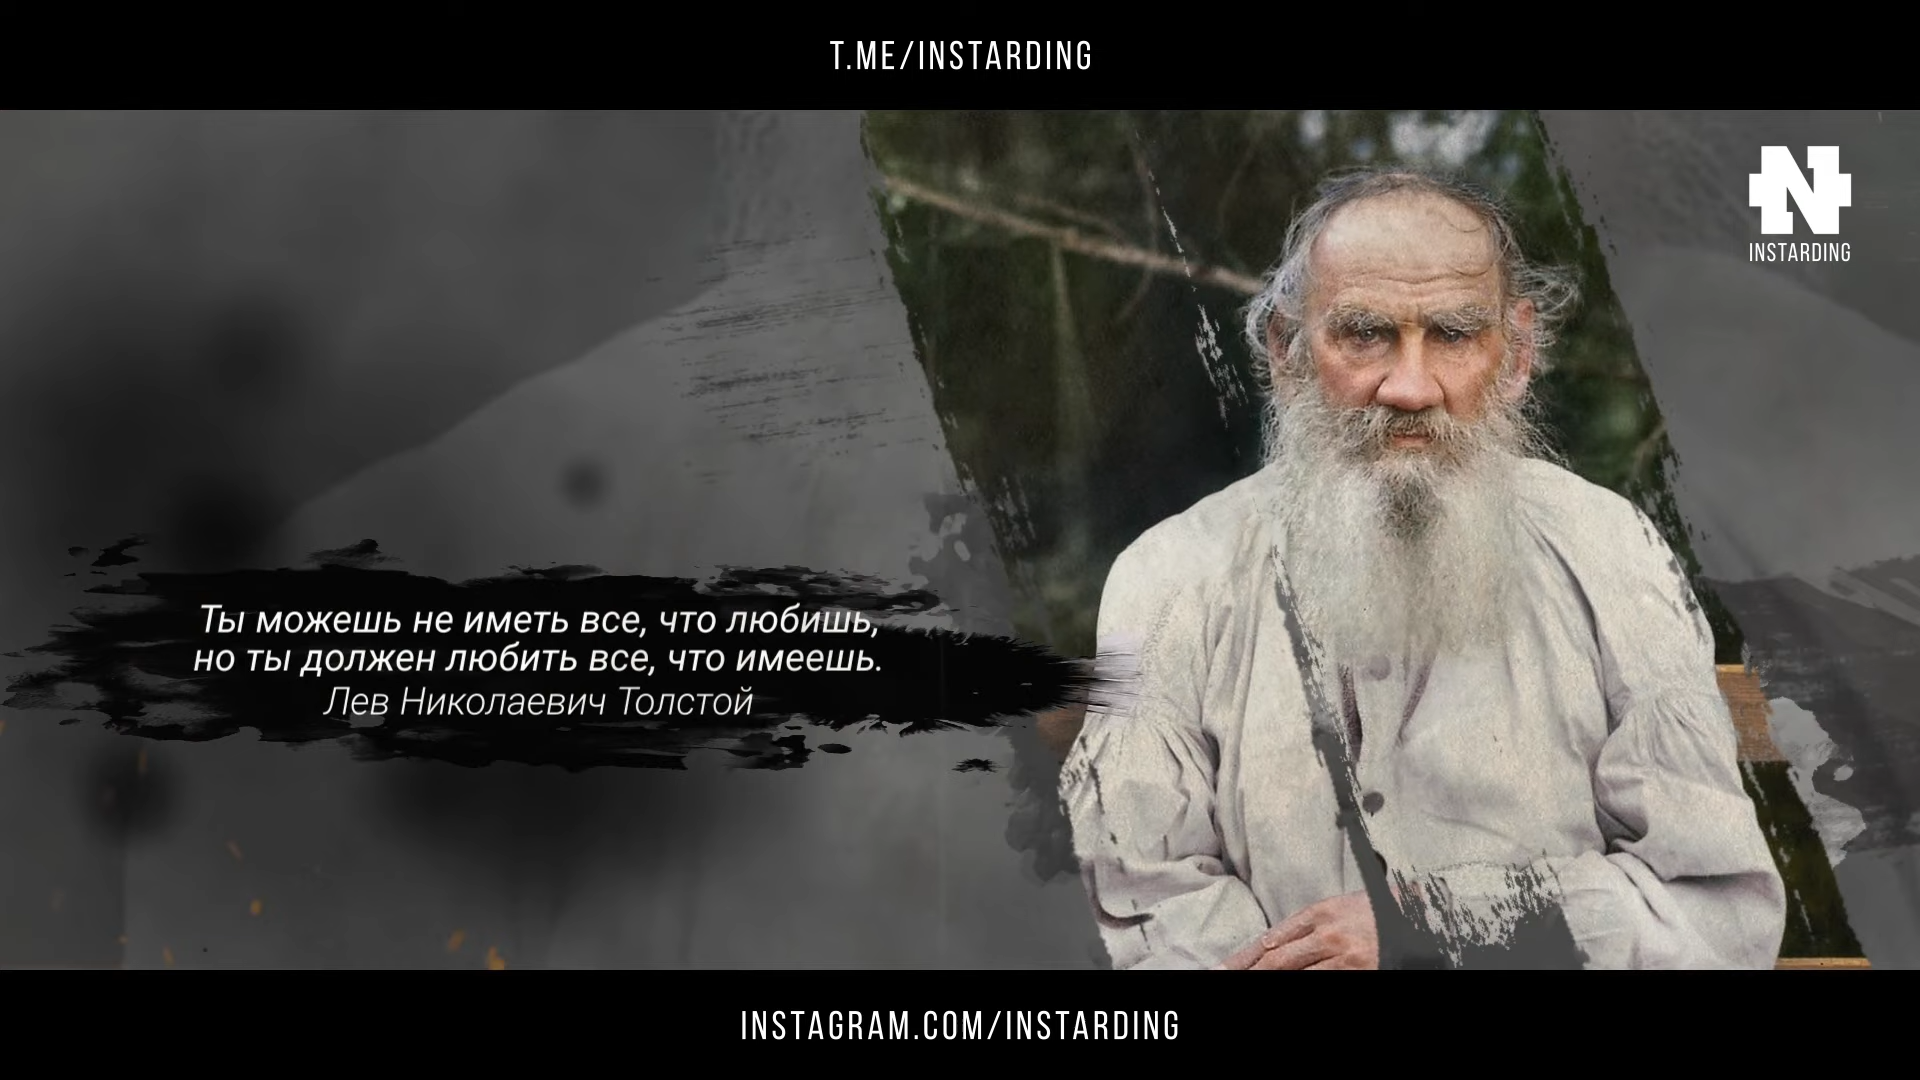 T.ME/INSTARDING
N
INSTARDING
Ты можешь не иметь все, что любишь,
но ты должен любить все, что имеешь.
Лев Николаевич Толстой
INSTAGRAM.COM/INSTARDING